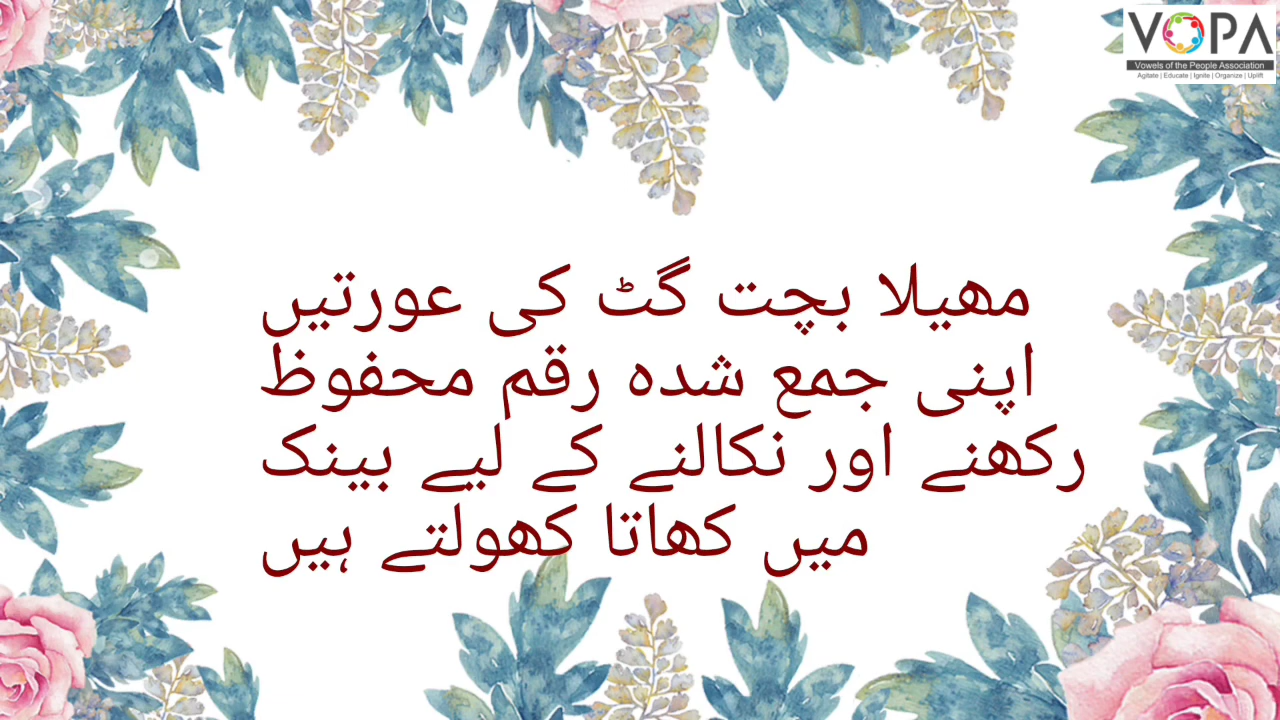 VOPA
Vowels of the People Association
Agitate | Educate | Ignite | Organize | Uplift
مھیلا بچت گٹ کی عورتیں
اپنی جمع شدہ رقم محفوظ
رکھنے اور نکالنے کے لیے بینک
میں کھاتا کھولتے ہیں